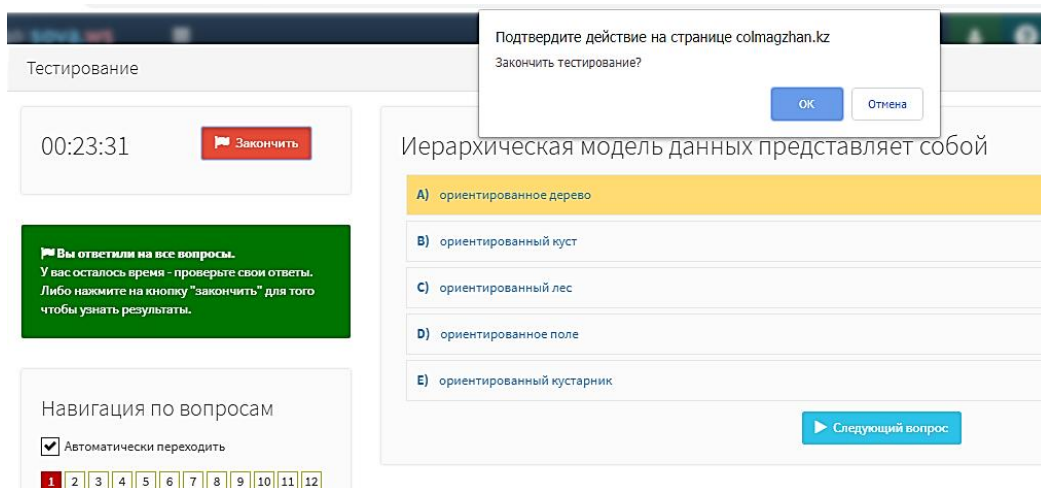 sova.ws
Подтвердите действие на странице colmagzhan.kz
Закончить тестирование?
ОК
Отмена
Тестирование
00:23:31
Закончить
Вы ответили на все вопросы.
У вас осталось время - проверьте свои ответы.
Либо нажмите на кнопку "закончить" для того
чтобы узнать результаты.
Навигация по вопросам
Автоматически переходить
1 2 3 4 5 6 7 8 9 10 11 12
Иерархическая модель данных представляет собой
A) ориентированное дерево
B) ориентированный куст
C) ориентированный лес
D) ориентированное поле
E) ориентированный кустарник
Следующий вопрос